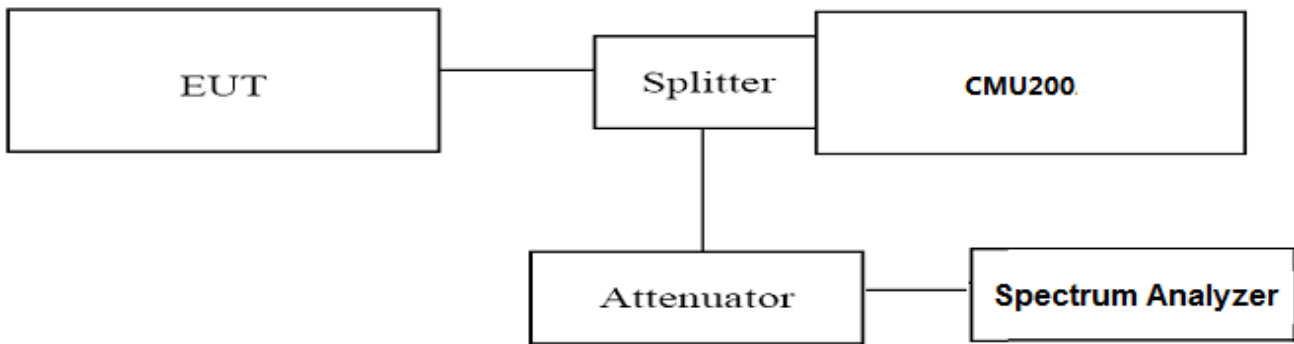 EUT
Splitter
CMU200
Attenuator
Spectrum Analyzer